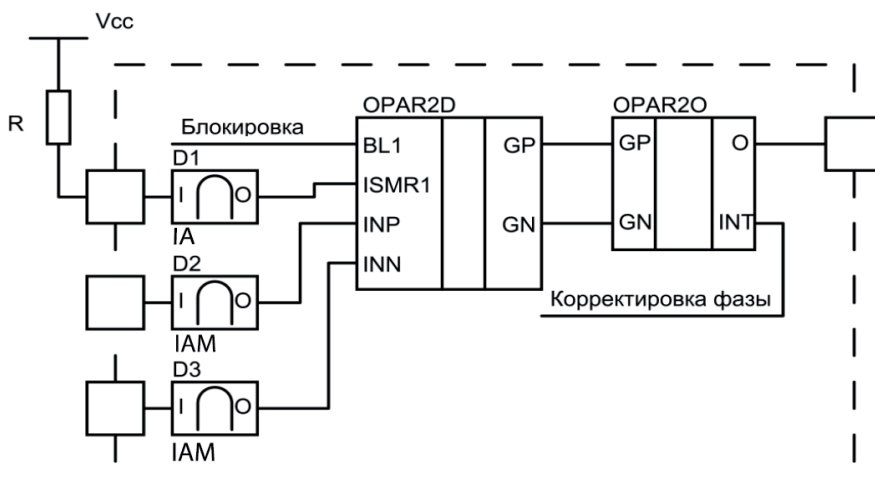 Vcc
R
Блокировка
D1
I O
IA
D2
I O
IAM
D3
I O
IAM
OPAR2D
BL1
ISMR1
INP
INN
GP
GN
OPAR2O
GP
GN
O
INT
Корректировка фазы